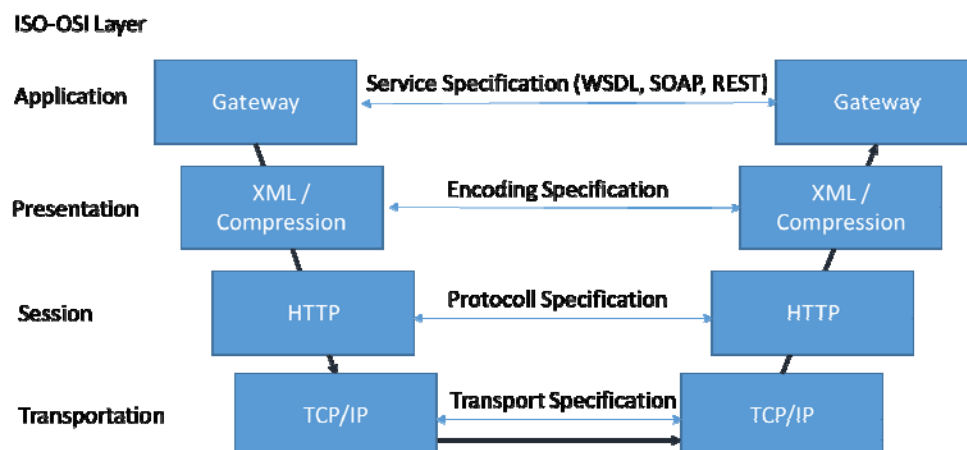 ISO-OSI Layer
Application
Gateway
Service Specification (WSDL, SOAP, REST)
Gateway
Presentation
XML /
Compression
Encoding Specification
XML /
Compression
Session
HTTP
Protocoll Specification
HTTP
Transportation
TCP/IP
Transport Specification
TCP/IP